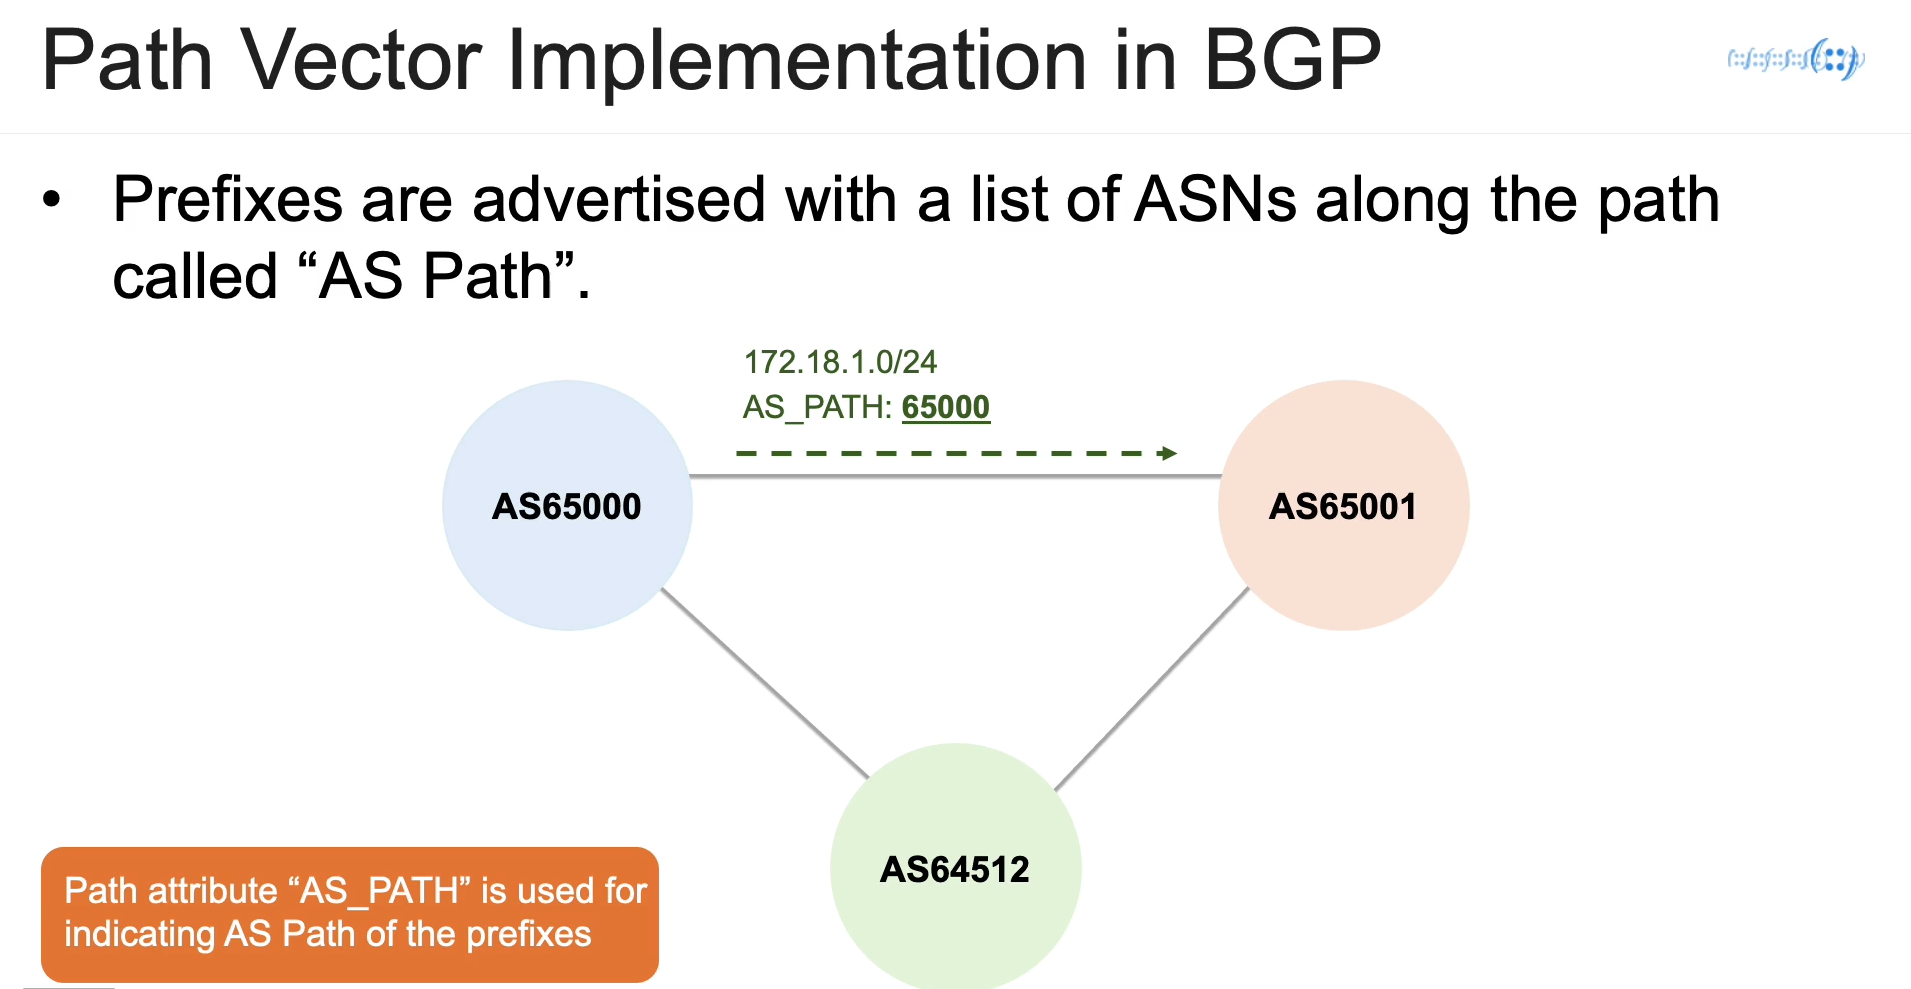 Path Vector Implementation in BGP
• Prefixes are advertised with a list of ASNs along the path
called “AS Path”.
172.18.1.0/24
AS_PATH: 65000
AS65000
AS65001
AS64512
Path attribute “AS_PATH” is used for
indicating AS Path of the prefixes